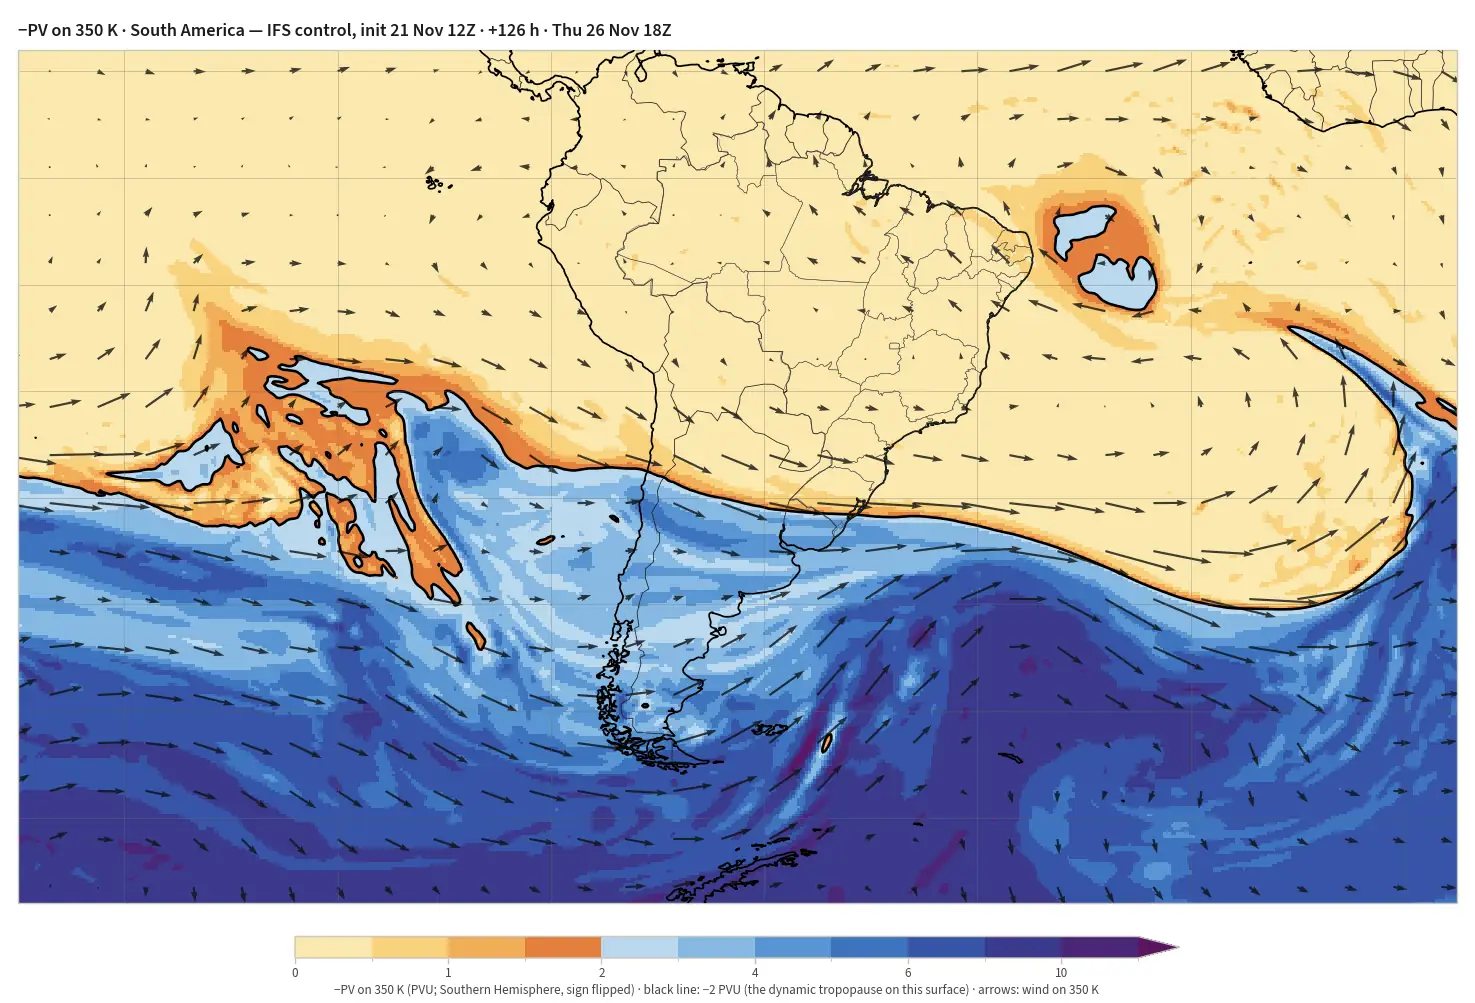 −PV on 350 K · South America — IFS control, init 21 Nov 12Z · +126 h · Thu 26 Nov 18Z
0 1 2 4 6 10
−PV on 350 K (PVU; Southern Hemisphere, sign flipped) · black line: −2 PVU (the dynamic tropopause on this surface) · arrows: wind on 350 K